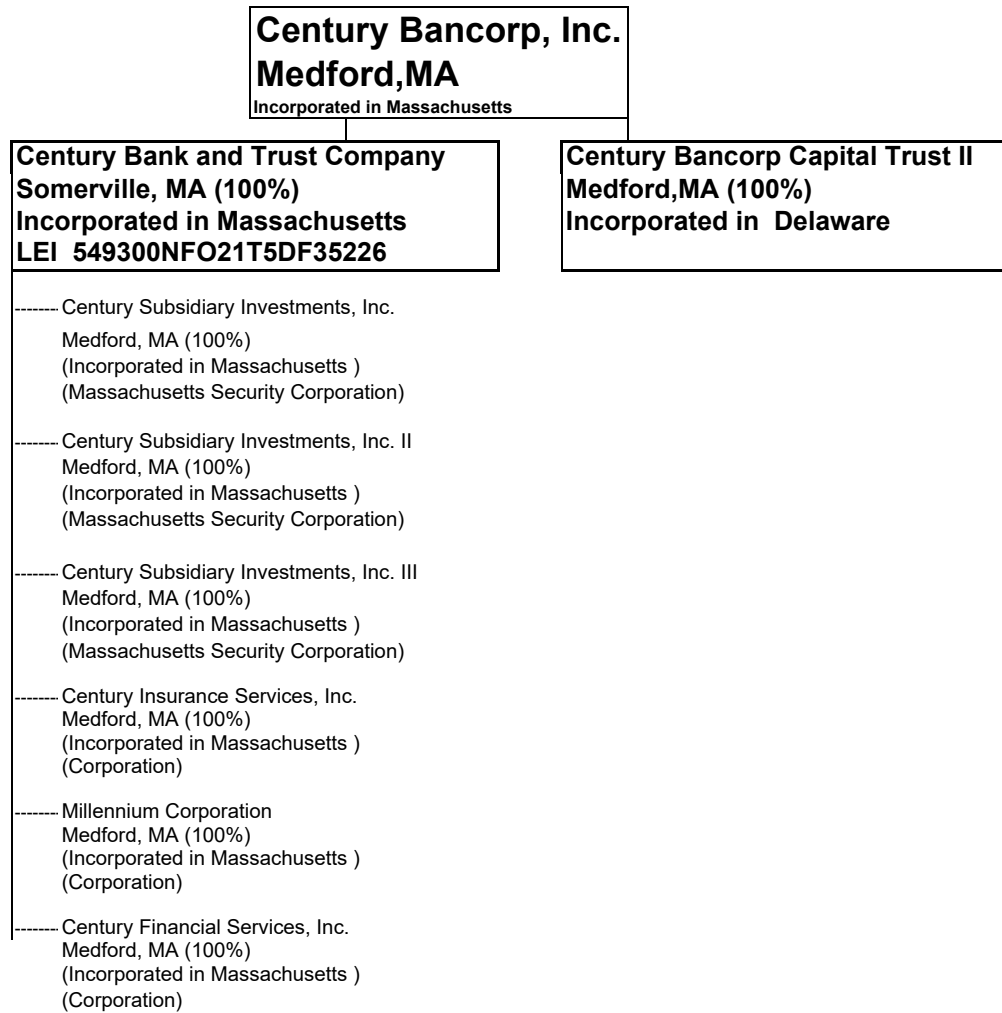 Century Bancorp, Inc.
Medford,MA
Incorporated in Massachusetts
Century Bank and Trust Company
Somerville, MA (100%)
Incorporated in Massachusetts
LEI 549300NFO21T5DF35226
Century Bancorp Capital Trust II
Medford,MA (100%)
Incorporated in Delaware
------- Century Subsidiary Investments, Inc.
Medford, MA (100%)
(Incorporated in Massachusetts )
(Massachusetts Security Corporation)
------- Century Subsidiary Investments, Inc. II
Medford, MA (100%)
(Incorporated in Massachusetts )
(Massachusetts Security Corporation)
------- Century Subsidiary Investments, Inc. III
Medford, MA (100%)
(Incorporated in Massachusetts )
(Massachusetts Security Corporation)
------- Century Insurance Services, Inc.
Medford, MA (100%)
(Incorporated in Massachusetts )
(Corporation)
------- Millennium Corporation
Medford, MA (100%)
(Incorporated in Massachusetts )
(Corporation)
------- Century Financial Services, Inc.
Medford, MA (100%)
(Incorporated in Massachusetts )
(Corporation)